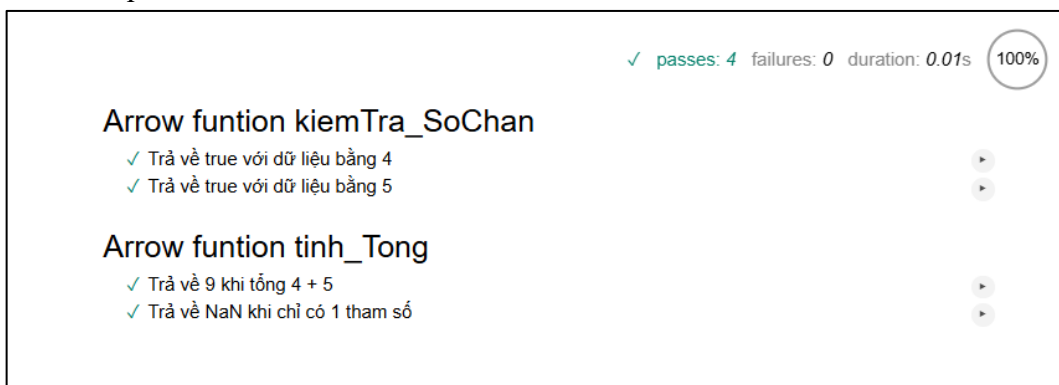 ✓ passes: 4 failures: 0 duration: 0.01s 100%
Arrow funtion kiemTra_SoChan
✓ Trả về true với dữ liệu bằng 4
✓ Trả về true với dữ liệu bằng 5
Arrow funtion tinh_Tong
✓ Trả về 9 khi tổng 4 + 5
✓ Trả về NaN khi chỉ có 1 tham số